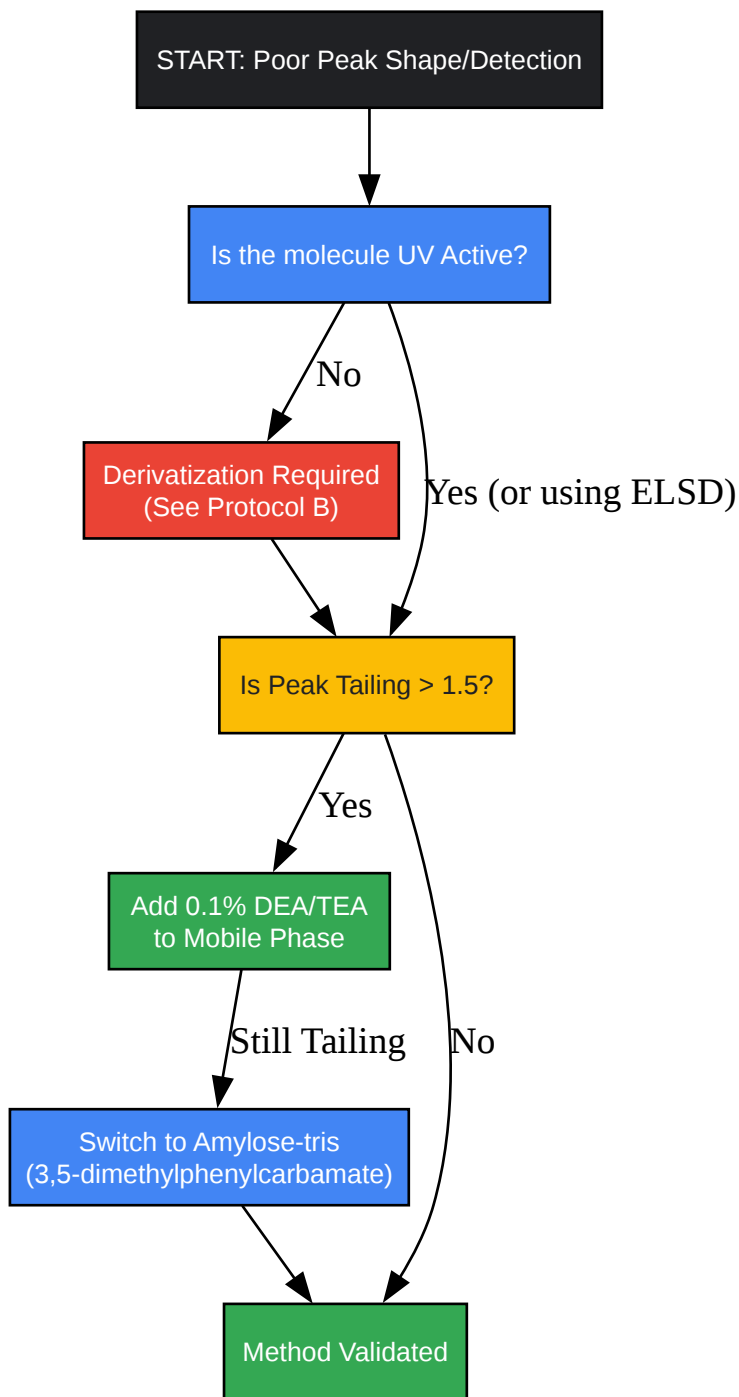 START: Poor Peak Shape/Detection
Is the molecule UV Active?
No
Derivatization Required
(See Protocol B)
Yes (or using ELSD)
Is Peak Tailing > 1.5?
Yes
Add 0.1% DEA/TEA
to Mobile Phase
Still Tailing
No
Switch to Amylose-tris
(3,5-dimethylphenylcarbamate)
Method Validated